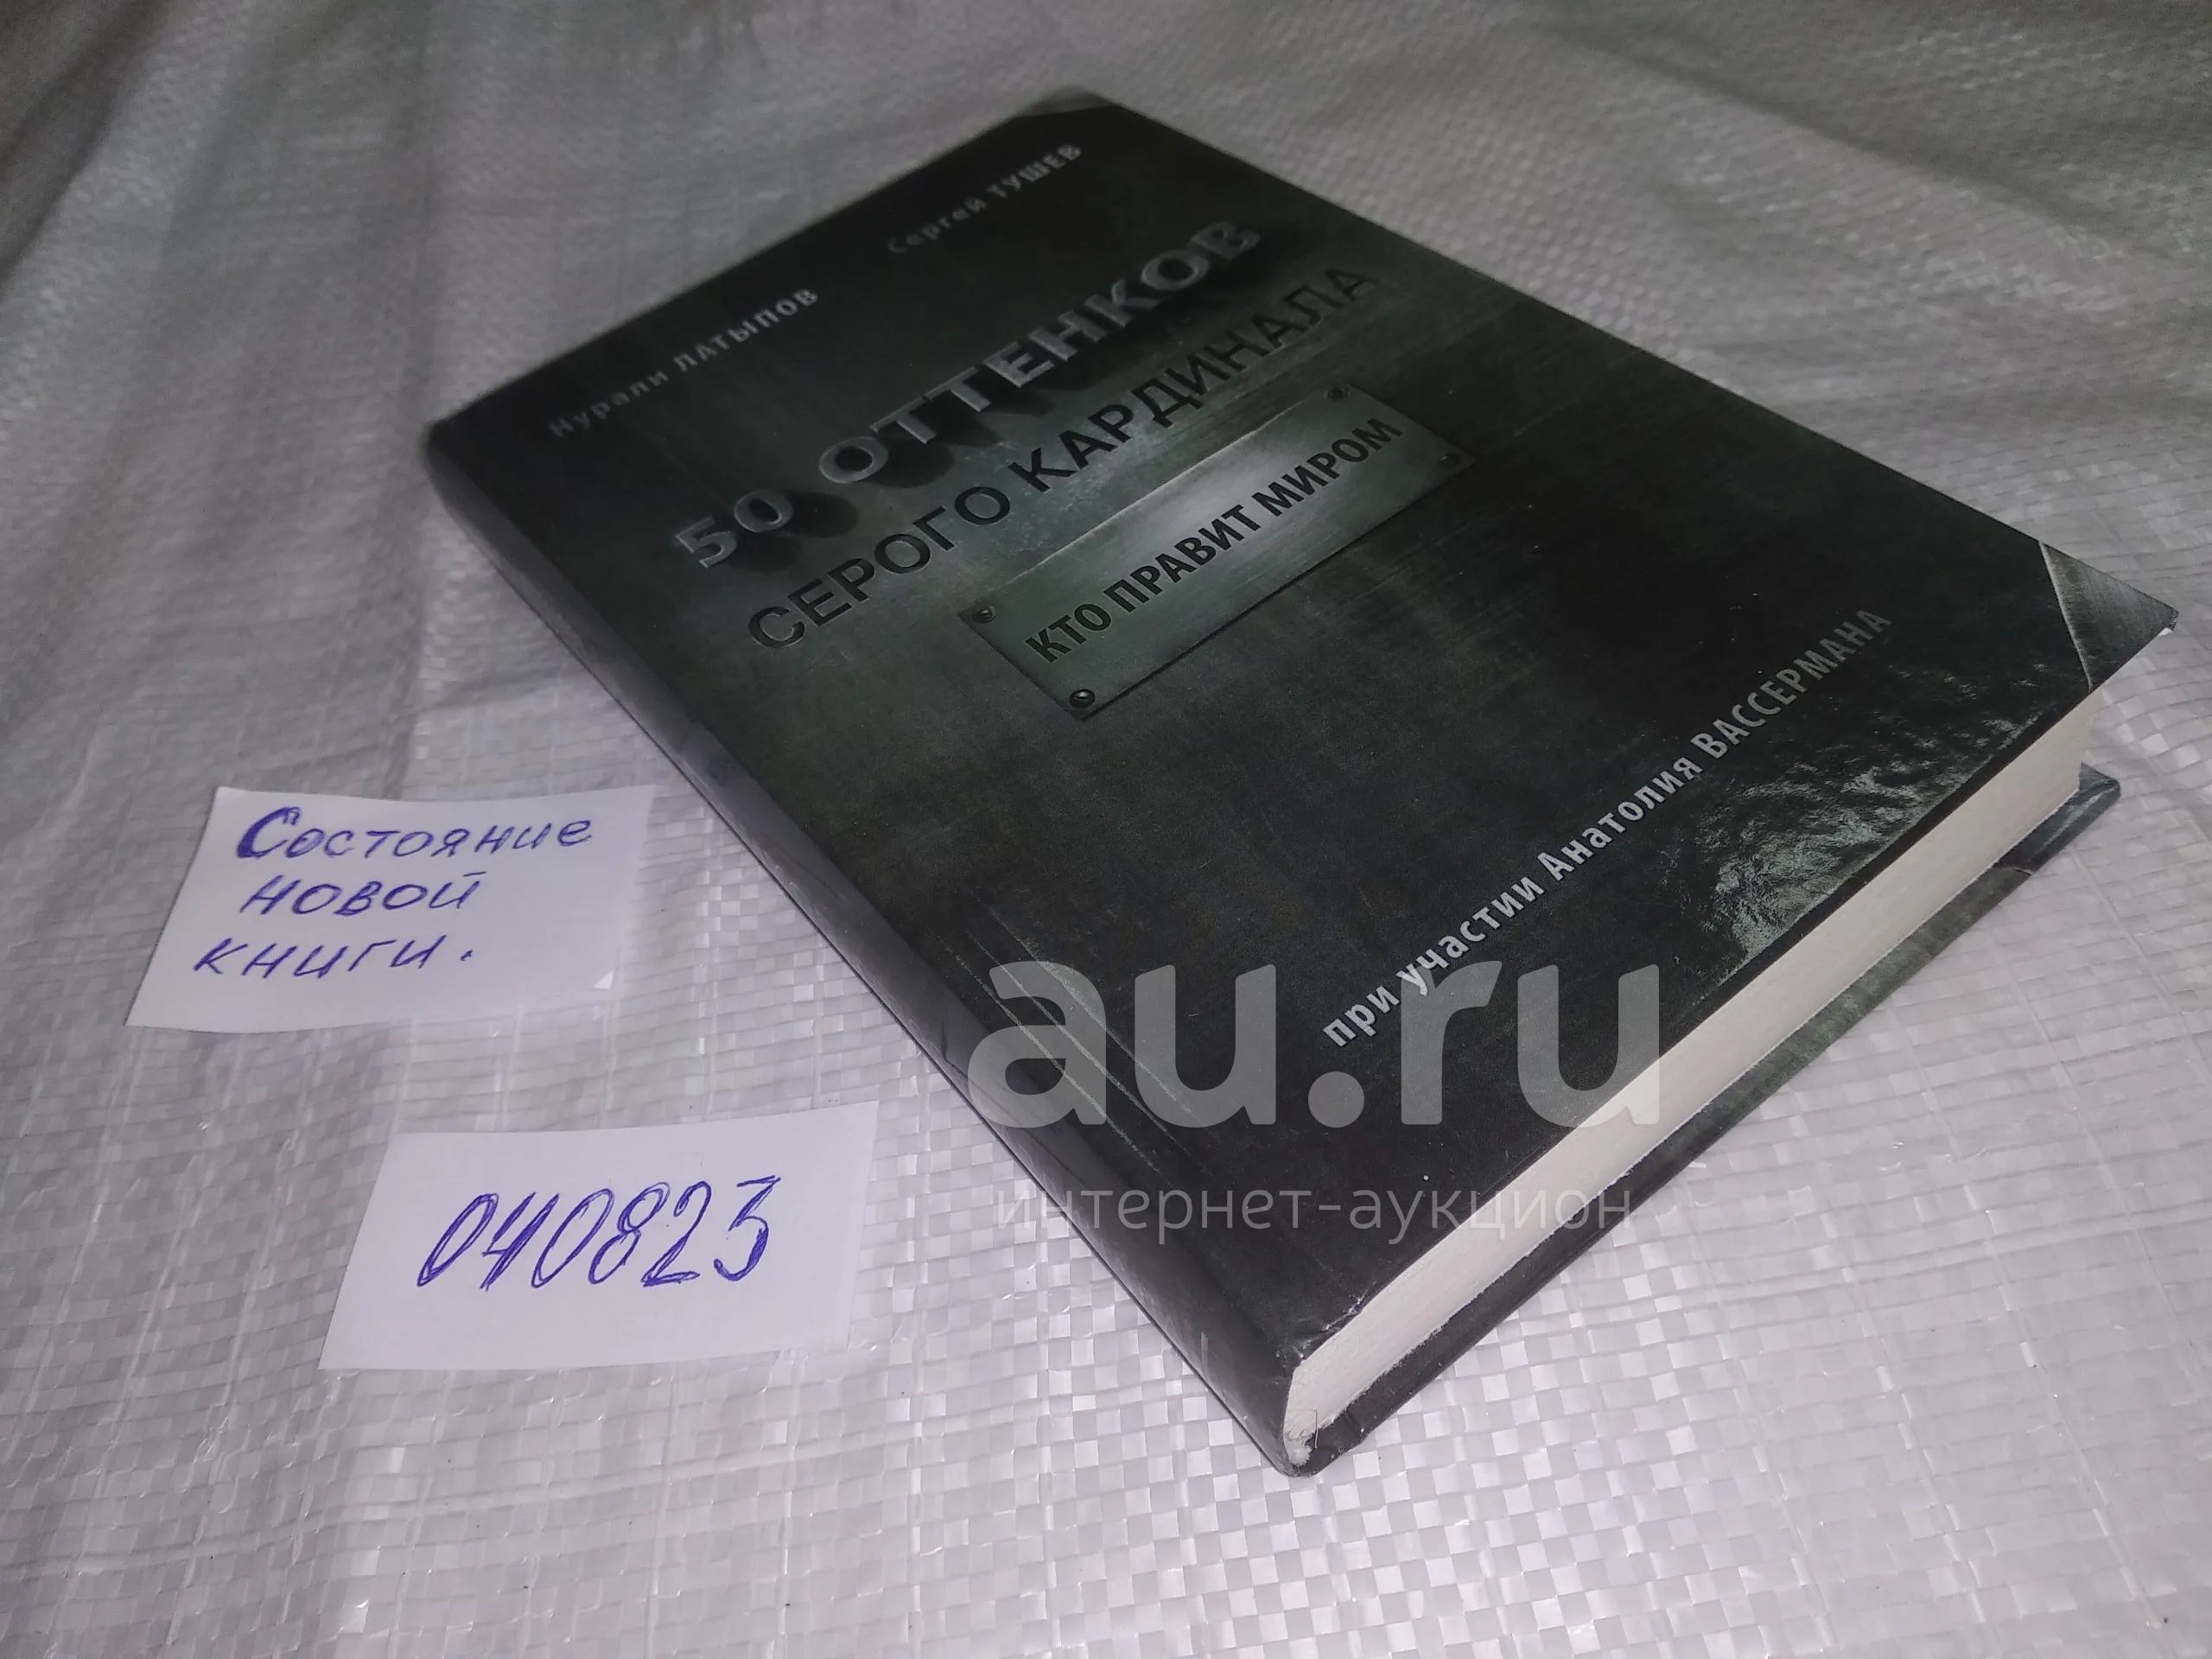 Нурали ЛАТЫПОВ
Сергей ТУШЕВ
50 ОТТЕНКОВ
СЕРОГО КАРДИНАЛА
КТО ПРАВИТ МИРОМ
при участии Анатолия ВАССЕРМАНА
Состояние
новой
книги.
040823
au.ru
интернет-аукцион